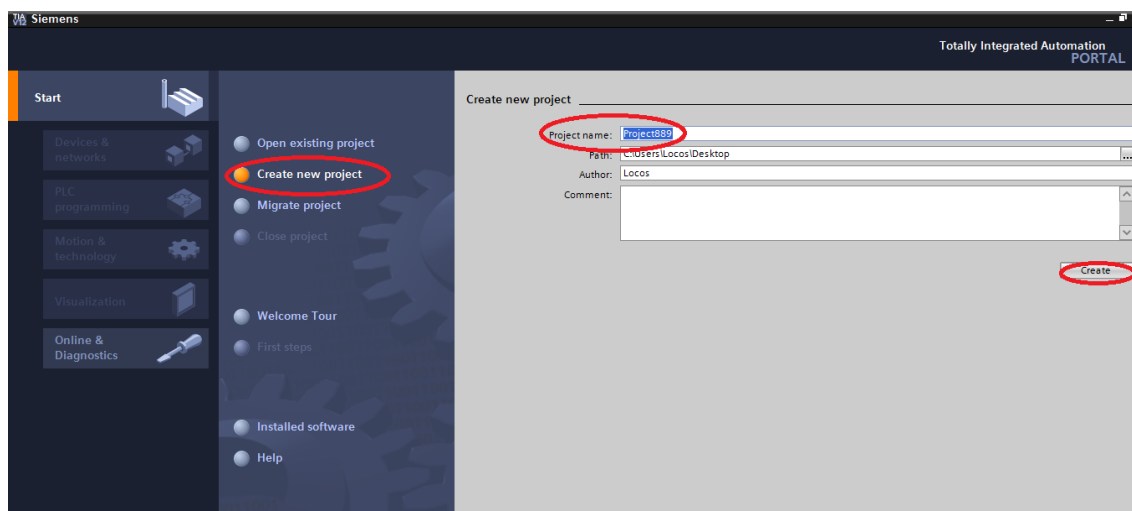 Siemens
Totally Integrated Automation
PORTAL
Start
Devices &
networks
PLC
programming
Motion &
technology
Visualization
Online &
Diagnostics
Open existing project
Create new project
Migrate project
Close project
Welcome Tour
First steps
Installed software
Help
Create new project
Project name: Project889
Path: C:\Users\Locos\Desktop
...
Author: Locos
Comment:
Create